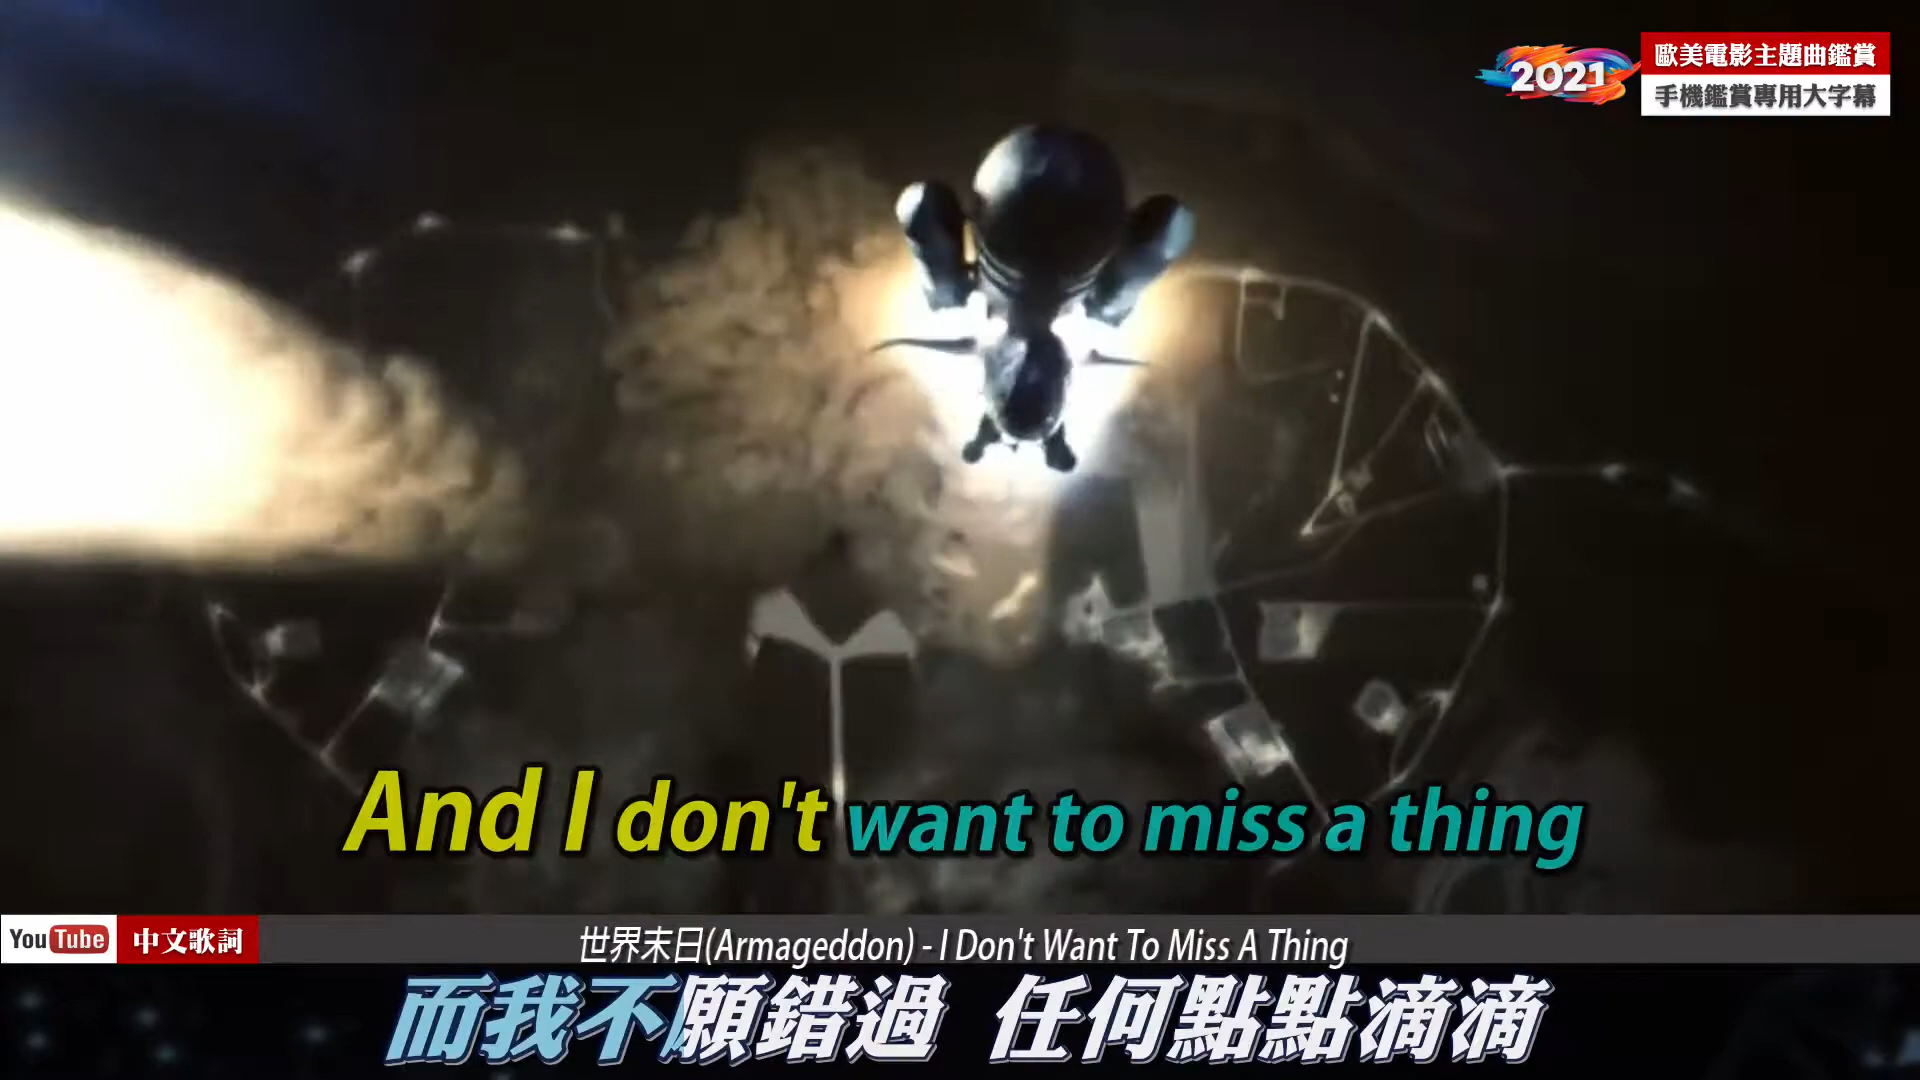 2021
歐美電影主題曲鑑賞
手機鑑賞專用大字幕
And I don't want to miss a thing
YouTube 中文歌詞
世界末日(Armageddon) - I Don't Want To Miss A Thing
而我不願錯過 任何點點滴滴